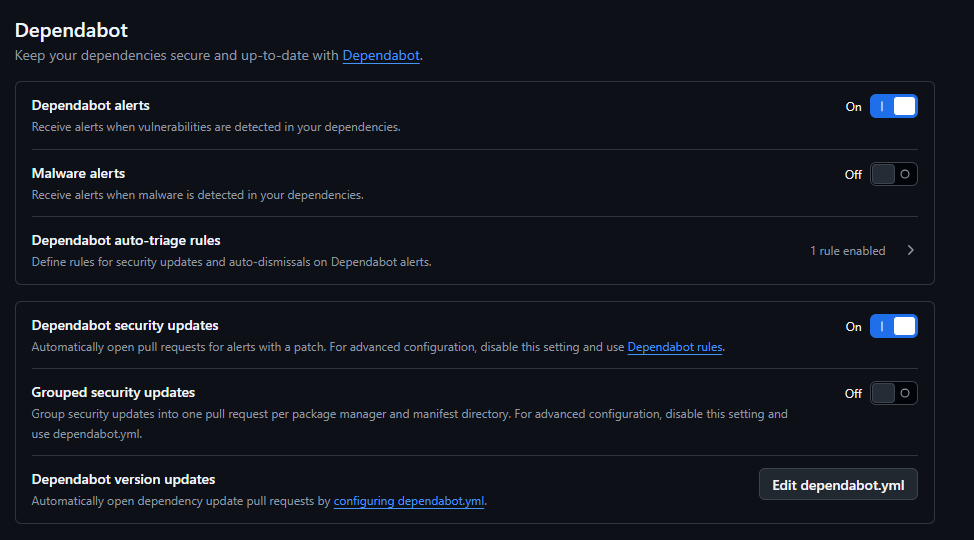 Dependabot
Keep your dependencies secure and up-to-date with Dependabot.
Dependabot alerts
On
Receive alerts when vulnerabilities are detected in your dependencies.
Malware alerts
Off
Receive alerts when malware is detected in your dependencies.
Dependabot auto-triage rules
1 rule enabled
Define rules for security updates and auto-dismissals on Dependabot alerts.
Dependabot security updates
On
Automatically open pull requests for alerts with a patch. For advanced configuration, disable this setting and use Dependabot rules.
Grouped security updates
Off
Group security updates into one pull request per package manager and manifest directory. For advanced configuration, disable this setting and
use dependabot.yml.
Dependabot version updates
Edit dependabot.yml
Automatically open dependency update pull requests by configuring dependabot.yml.